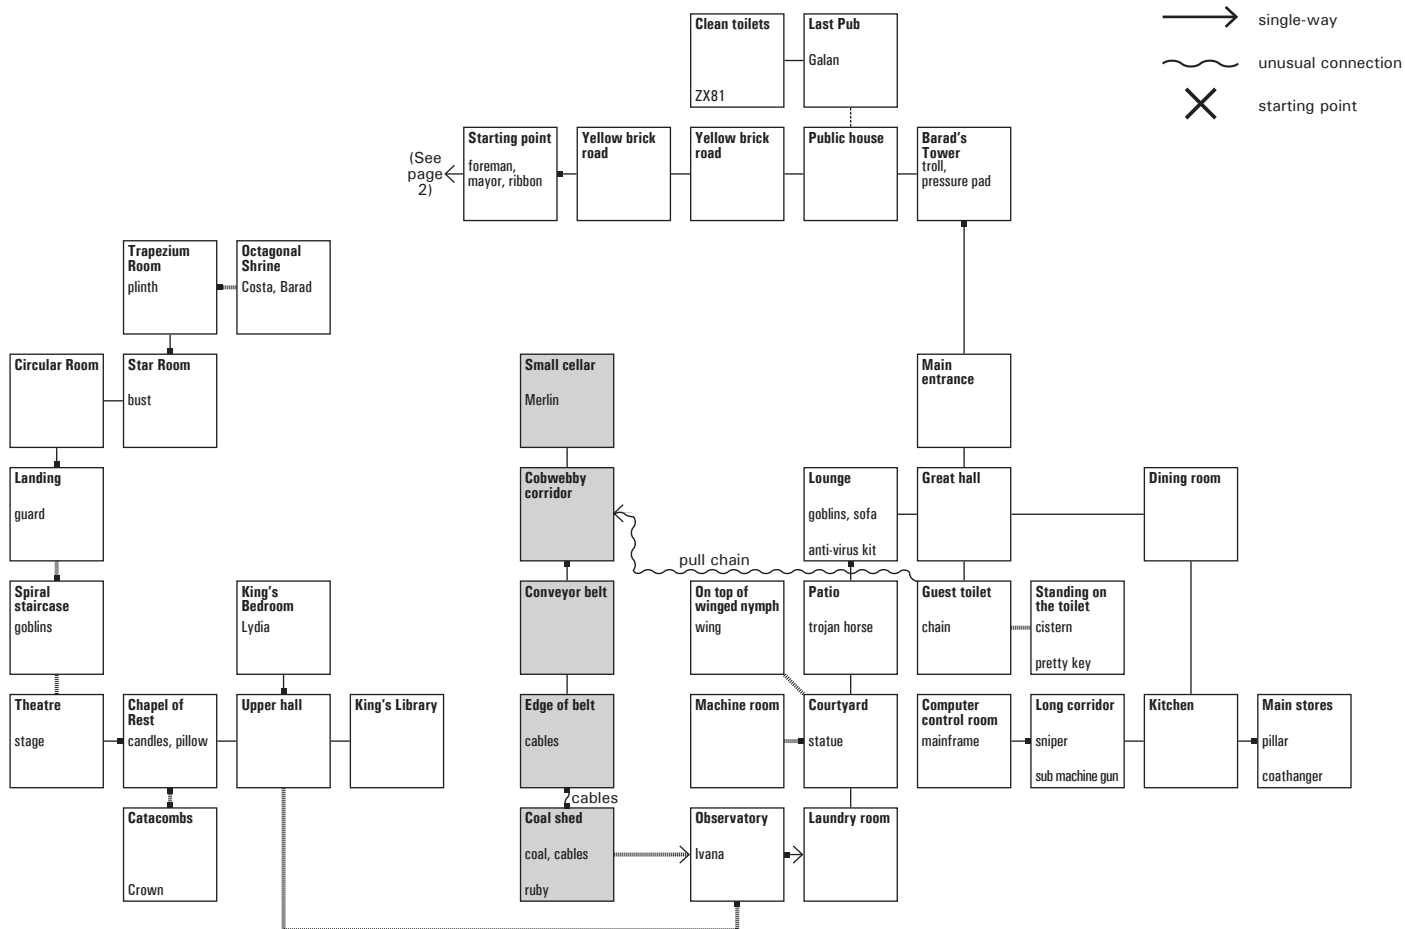 single-way
unusual connection
starting point
Clean toilets
ZX81
Last Pub
Galan
(See
page
2)
Starting point
foreman,
mayor, ribbon
Yellow brick
road
Yellow brick
road
Public house
Barad's
Tower
troll,
pressure pad
Trapezium
Room
plinth
Octagonal
Shrine
Costa, Barad
Circular Room
Star Room
bust
Small cellar
Merlin
Main
entrance
Landing
guard
Cobwebby
corridor
Lounge
goblins, sofa
anti-virus kit
Great hall
Dining room
pull chain
Spiral
staircase
goblins
King's
Bedroom
Lydia
Conveyor belt
On top of
winged nymph
wing
Patio
trojan horse
Guest toilet
chain
Standing on
the toilet
cistern
pretty key
Theatre
stage
Chapel of
Rest
candles, pillow
Upper hall
King's Library
Edge of belt
cables
Machine room
Courtyard
statue
Computer
control room
mainframe
Long corridor
sniper
sub machine gun
Kitchen
Main stores
pillar
coathanger
cables
Catacombs
Crown
Coal shed
coal, cables
ruby
Observatory
Ivana
Laundry room